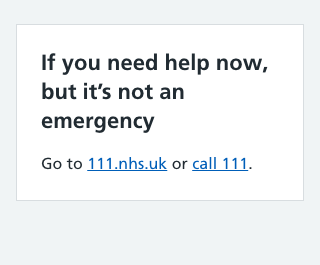 If you need help now,
but it’s not an
emergency
Go to 111.nhs.uk or call 111.